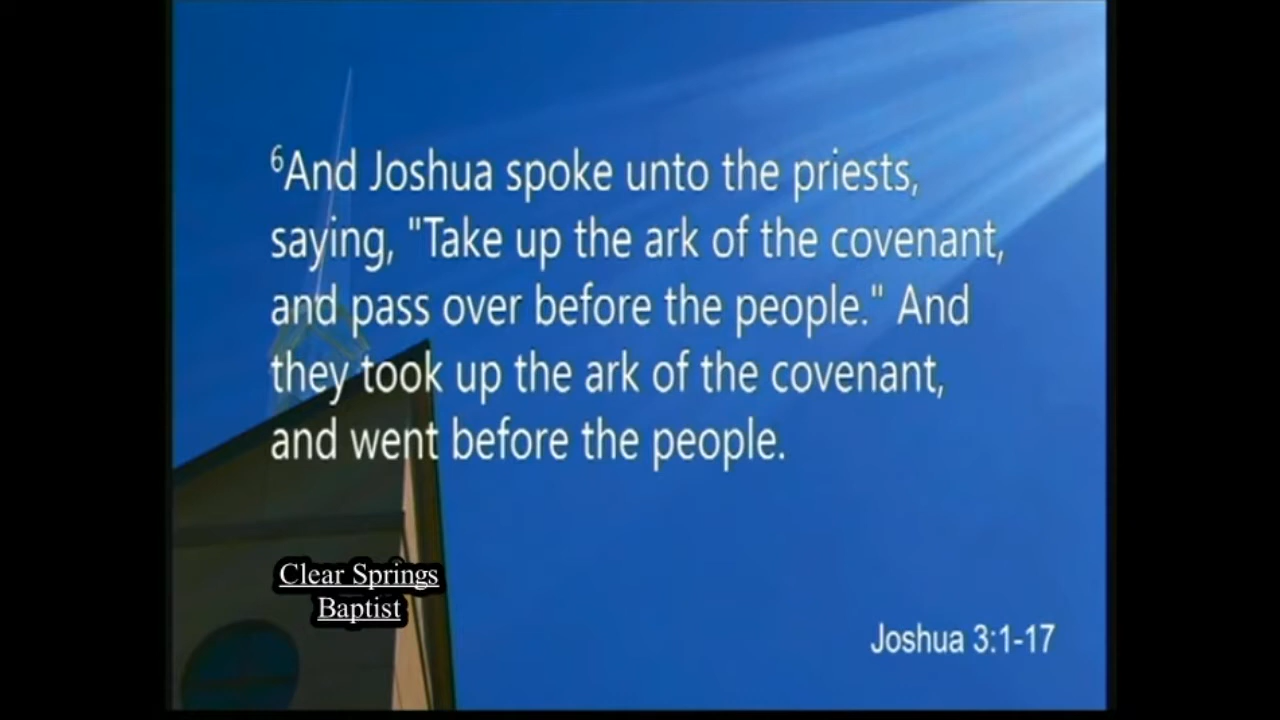 ⁶And Joshua spoke unto the priests,
saying, "Take up the ark of the covenant,
and pass over before the people." And
they took up the ark of the covenant,
and went before the people.
Clear Springs
Baptist
Joshua 3:1-17